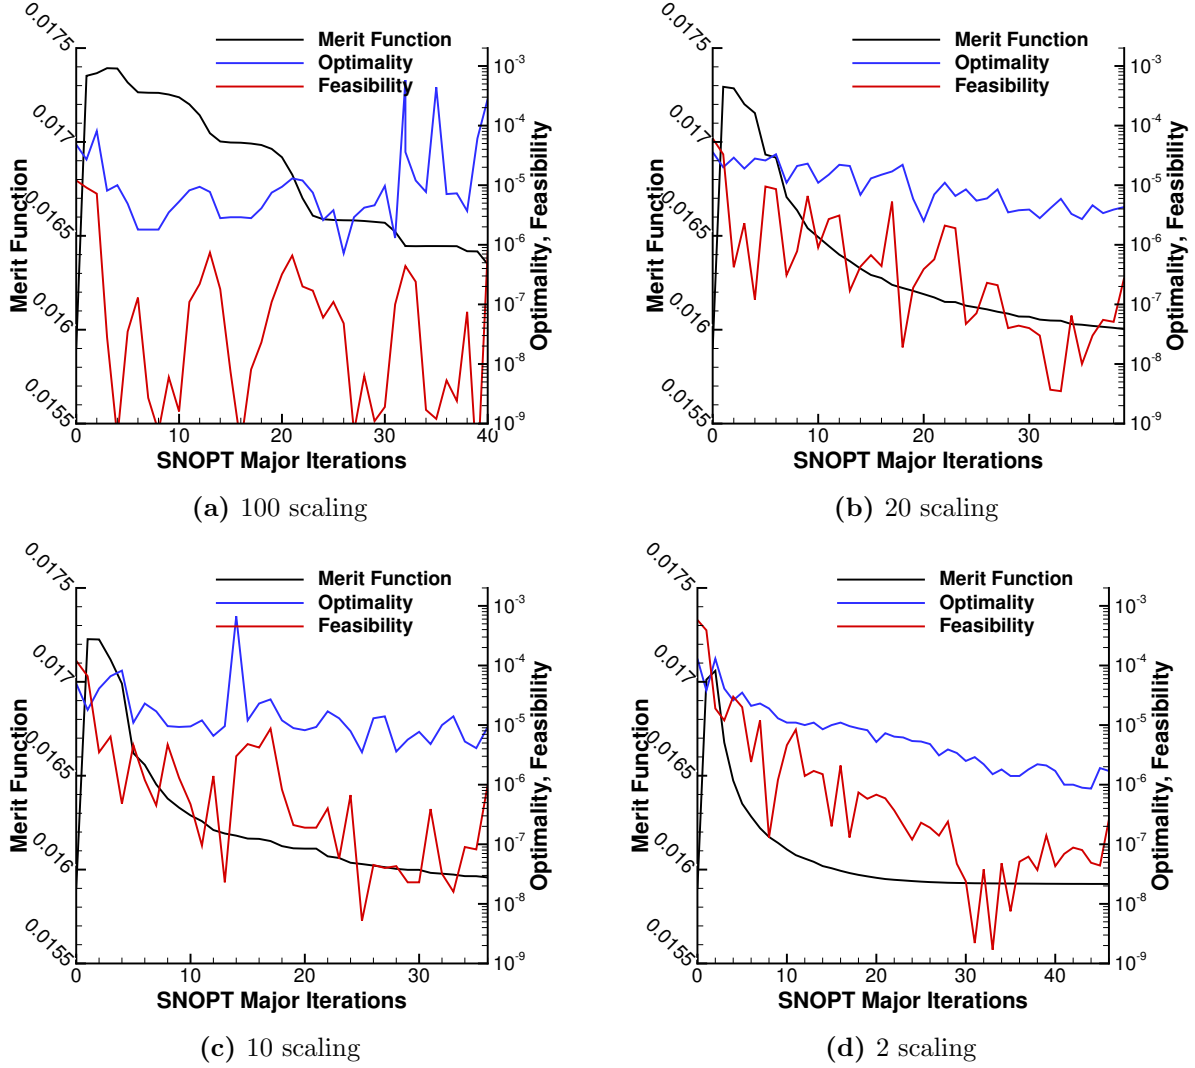 0.0175
0.017
0.0165
0.016
0.0155
Merit Function
Merit Function
Optimality
Feasibility
10-3
10-4
10-5
10-6
10-7
10-8
10-9
Optimality, Feasibility
0 10 20 30 40
SNOPT Major Iterations
(a) 100 scaling
0.0175
0.017
0.0165
0.016
0.0155
Merit Function
Merit Function
Optimality
Feasibility
10-3
10-4
10-5
10-6
10-7
10-8
10-9
Optimality, Feasibility
0 10 20 30
SNOPT Major Iterations
(b) 20 scaling
0.0175
0.017
0.0165
0.016
0.0155
Merit Function
Merit Function
Optimality
Feasibility
10-3
10-4
10-5
10-6
10-7
10-8
10-9
Optimality, Feasibility
0 10 20 30
SNOPT Major Iterations
(c) 10 scaling
0.0175
0.017
0.0165
0.016
0.0155
Merit Function
Merit Function
Optimality
Feasibility
10-3
10-4
10-5
10-6
10-7
10-8
10-9
Optimality, Feasibility
0 10 20 30 40
SNOPT Major Iterations
(d) 2 scaling